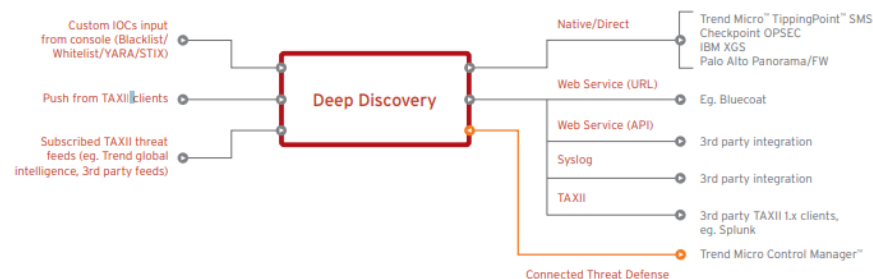 Custom IOCs input
from console (Blacklist/
Whitelist/YARA/STIX)
Push from TAXII clients
Subscribed TAXII threat
feeds (eg. Trend global
intelligence, 3rd party feeds)
Deep Discovery
Native/Direct
Trend Micro™ TippingPoint™ SMS
Checkpoint OPSEC
IBM XGS
Palo Alto Panorama/FW
Web Service (URL)
Eg. Bluecoat
Web Service (API)
3rd party integration
Syslog
3rd party integration
TAXII
3rd party TAXII 1.x clients,
eg. Splunk
Trend Micro Control Manager™
Connected Threat Defense